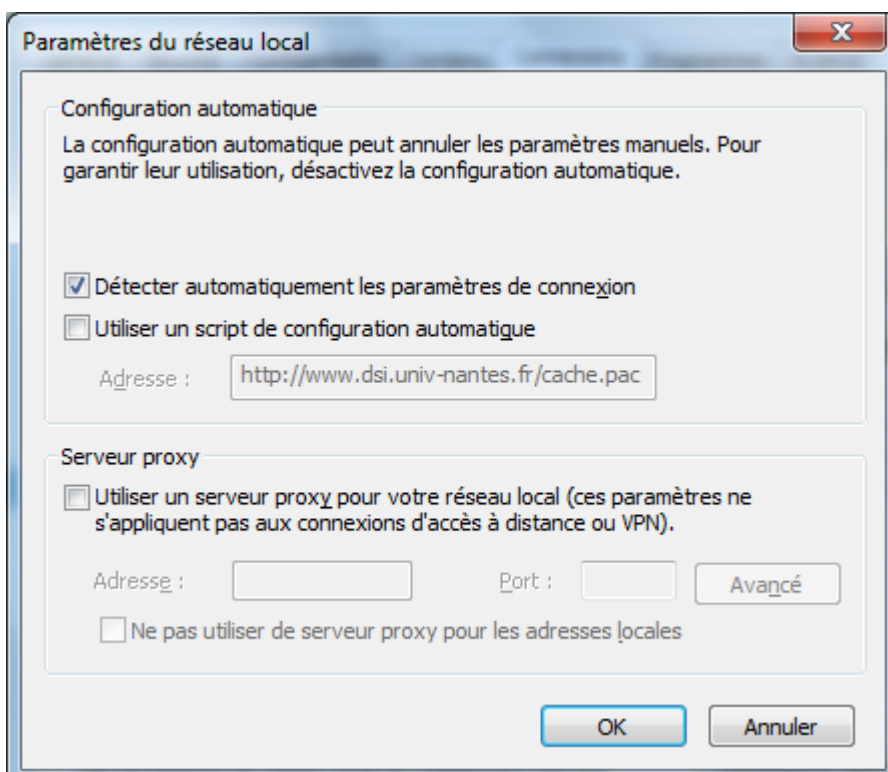 Paramètres du réseau local
Configuration automatique
La configuration automatique peut annuler les paramètres manuels. Pour
garantir leur utilisation, désactivez la configuration automatique.
Détecter automatiquement les paramètres de connexion
Utiliser un script de configuration automatique
Adresse :
http://www.dsi.univ-nantes.fr/cache.pac
Serveur proxy
Utiliser un serveur proxy pour votre réseau local (ces paramètres ne
s'appliquent pas aux connexions d'accès à distance ou VPN).
Adresse : Port : Avancé
Ne pas utiliser de serveur proxy pour les adresses locales
OK Annuler